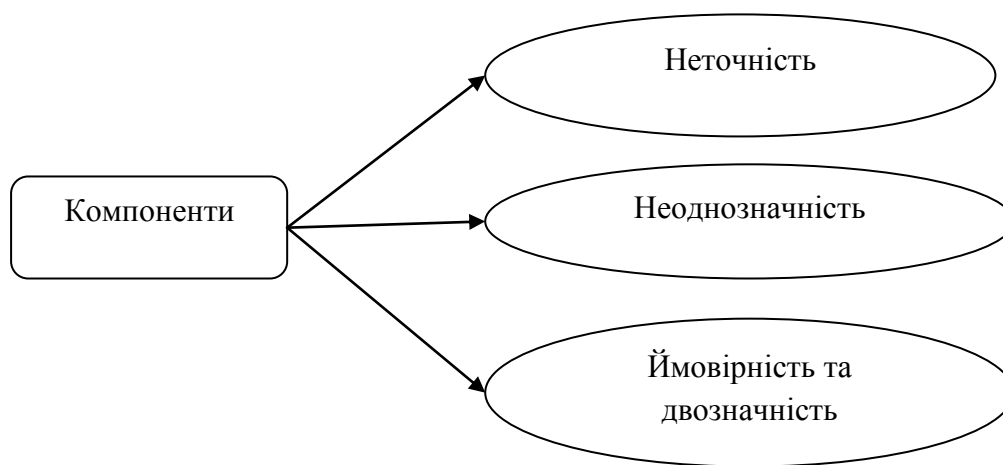 Неточність
Компоненти
Неоднозначність
Ймовірність та
двозначність